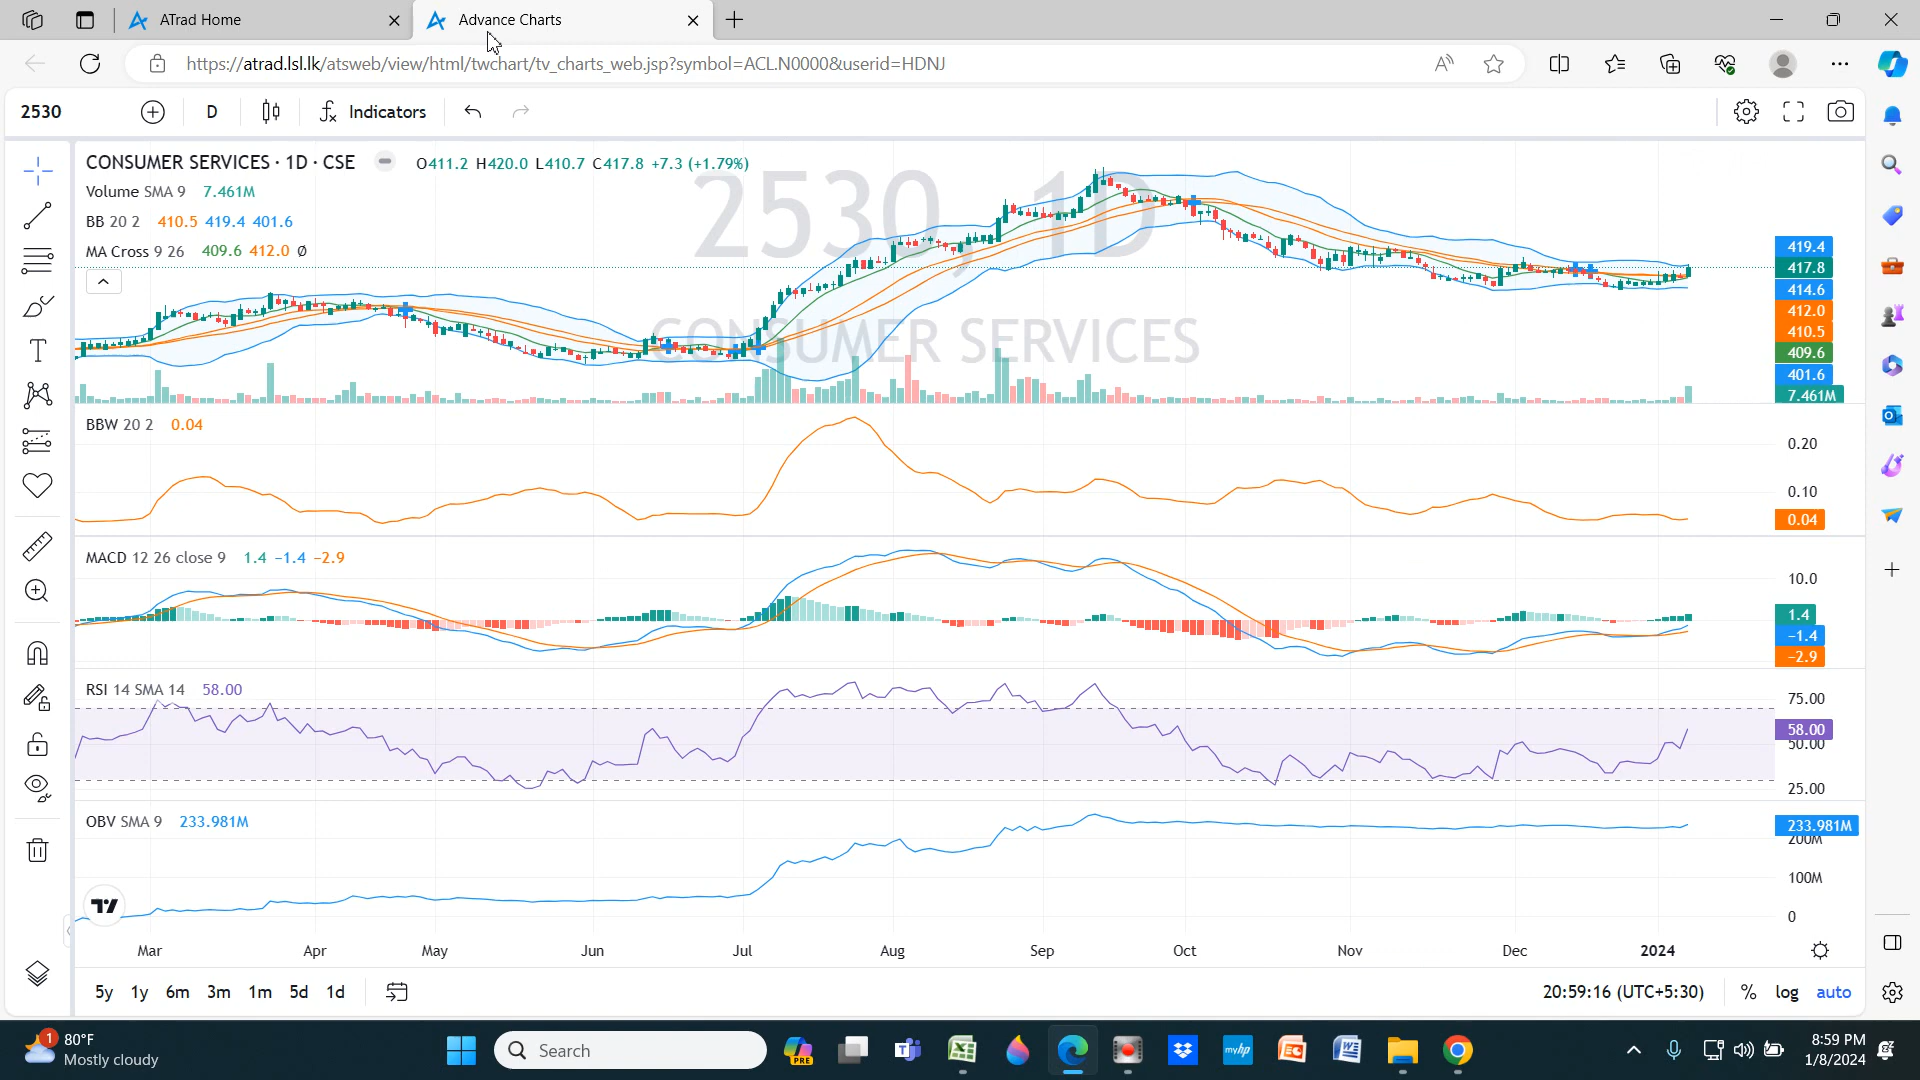 ATrad Home
Advance Charts
https://atrad.lsl.lk/atsweb/view/html/twchart/tv_charts_web.jsp?symbol=ACL.N0000&userid=HDNJ
2530
D
Indicators
2530, 1D
CONSUMER SERVICES
CONSUMER SERVICES · 1D · CSE O411.2 H420.0 L410.7 C417.8 +7.3 (+1.79%)
Volume SMA 9 7.461M
BB 20 2 410.5 419.4 401.6
MA Cross 9 26 409.6 412.0 Ø
419.4
417.8
414.6
412.0
410.5
409.6
401.6
7.461M
BBW 20 2 0.04
0.20
0.10
0.04
MACD 12 26 close 9 1.4 −1.4 −2.9
10.0
1.4
−1.4
−2.9
RSI 14 SMA 14 58.00
75.00
58.00
50.00
25.00
OBV SMA 9 233.981M
233.981M
200M
100M
0
Mar Apr May Jun Jul Aug Sep Oct Nov Dec 2024
5y 1y 6m 3m 1m 5d 1d
20:59:16 (UTC+5:30) % log auto
1
80°F
Mostly cloudy
Search
PRE
myhp
8:59 PM
1/8/2024